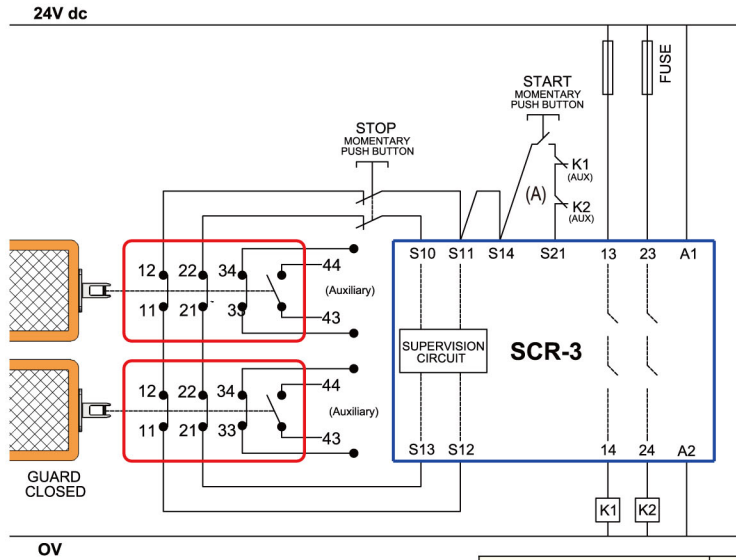 24V dc
FUSE
START
MOMENTARY
PUSH BUTTON
STOP
MOMENTARY
PUSH BUTTON
K1
(AUX)
(A)
K2
(AUX)
S10 S11 S14 S21 13 23 A1
12 22 34 44
(Auxiliary)
11 21 33 43
SUPERVISION
CIRCUIT
SCR-3
12 22 34 44
(Auxiliary)
11 21 33 43
S13 S12 14 24 A2
GUARD
CLOSED
K1 K2
OV